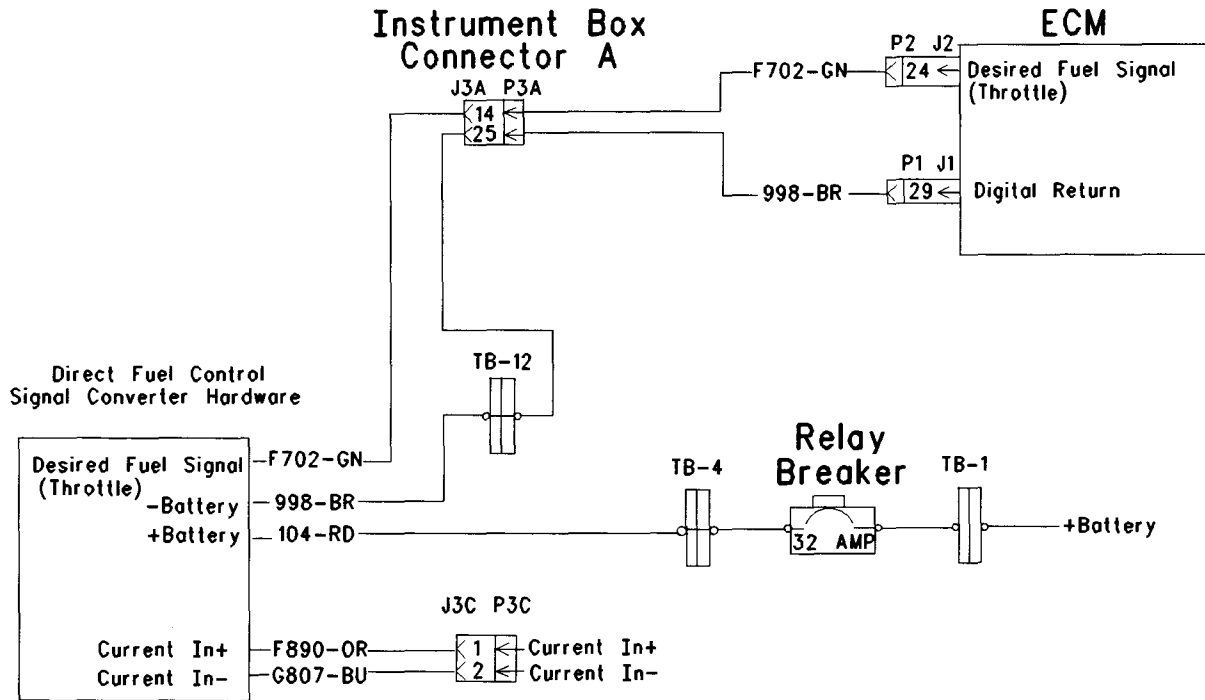 Instrument Box
Connector A
J3A P3A
14
25
ECM
P2 J2
F702-GN
24
Desired Fuel Signal
(Throttle)
P1 J1
998-BR
29
Digital Return
TB-12
Direct Fuel Control
Signal Converter Hardware
Desired Fuel Signal
(Throttle)
F702-GN
-Battery
998-BR
+Battery
104-RD
TB-4
Relay
Breaker
32 AMP
TB-1
+Battery
J3C P3C
Current In+
F890-OR
1
Current In+
Current In-
G807-BU
2
Current In-